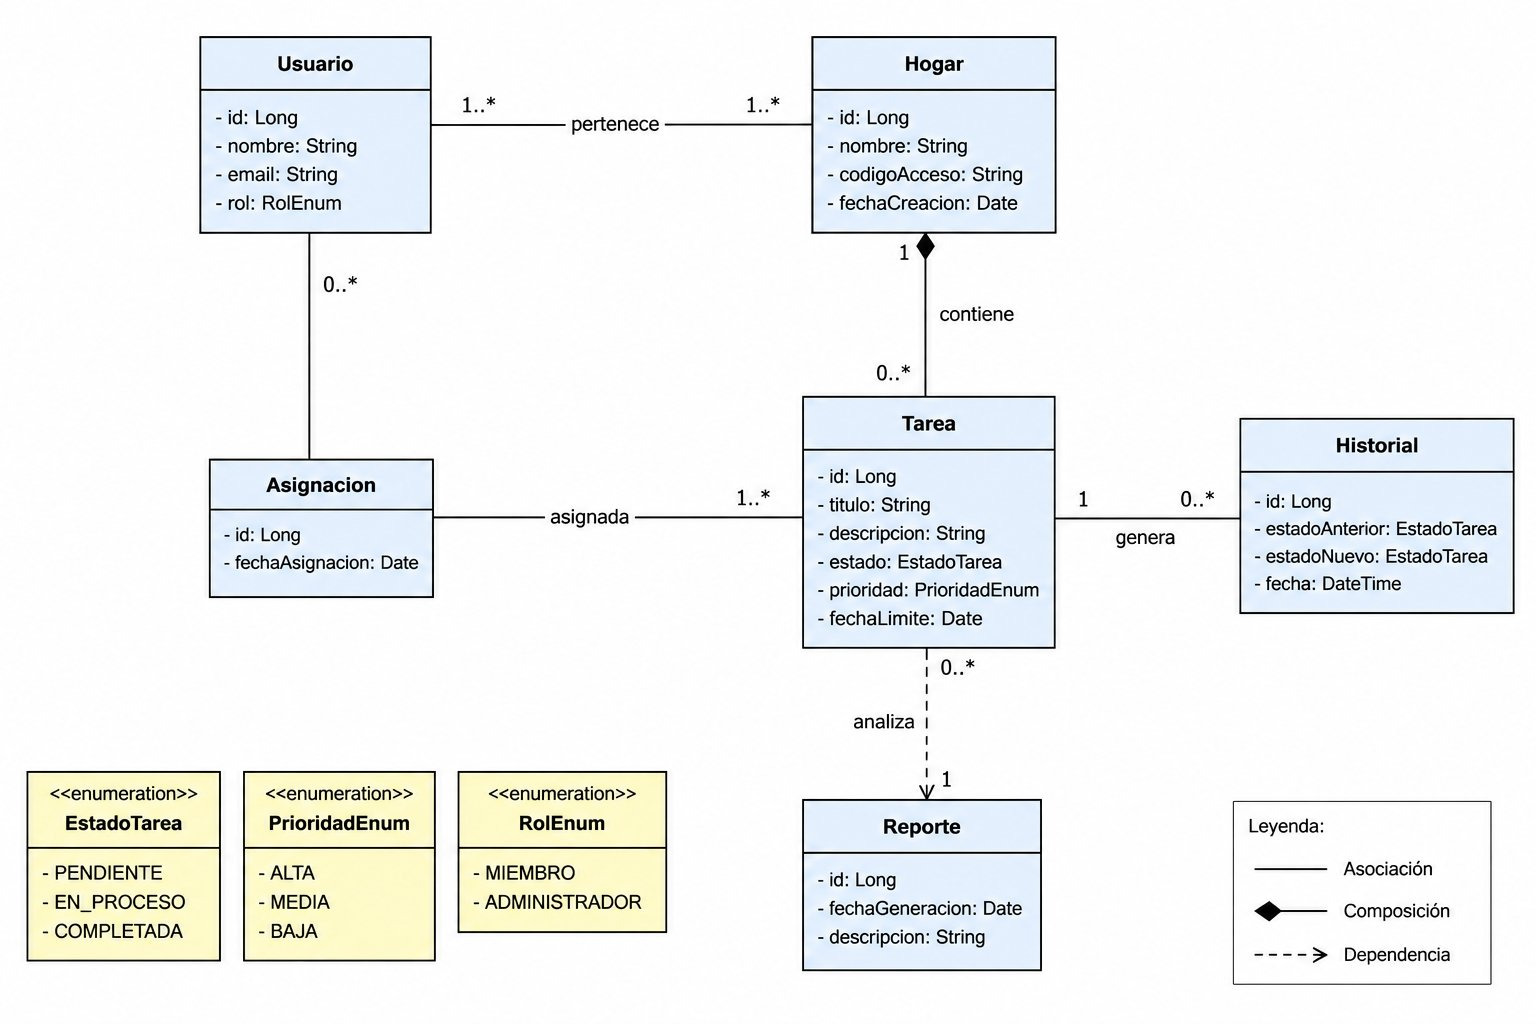 Usuario
- id: Long
- nombre: String
- email: String
- rol: RolEnum
1..*
pertenece
1..*
Hogar
- id: Long
- nombre: String
- codigoAcceso: String
- fechaCreacion: Date
0..*
1
contiene
0..*
Asignacion
- id: Long
- fechaAsignacion: Date
asignada
1..*
Tarea
- id: Long
- titulo: String
- descripcion: String
- estado: EstadoTarea
- prioridad: PrioridadEnum
- fechaLimite: Date
1
0..*
genera
Historial
- id: Long
- estadoAnterior: EstadoTarea
- estadoNuevo: EstadoTarea
- fecha: DateTime
0..*
analiza
1
<<enumeration>>
EstadoTarea
- PENDIENTE
- EN_PROCESO
- COMPLETADA
<<enumeration>>
PrioridadEnum
- ALTA
- MEDIA
- BAJA
<<enumeration>>
RolEnum
- MIEMBRO
- ADMINISTRADOR
Reporte
- id: Long
- fechaGeneracion: Date
- descripcion: String
Leyenda:
Asociación
Composición
Dependencia